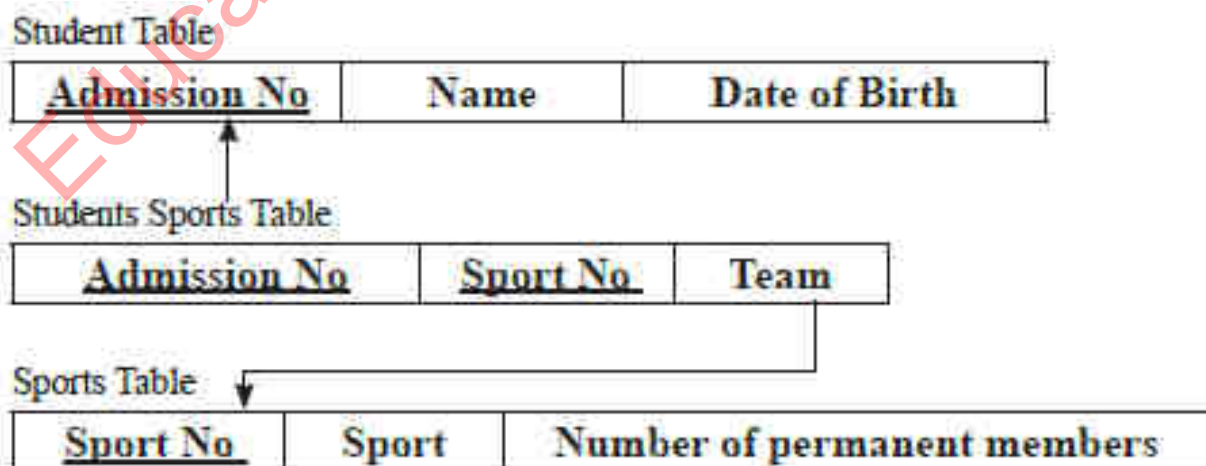 Student Table
Admission No Name Date of Birth
Students Sports Table
Admission No Sport No Team
Sports Table
Sport No Sport Number of permanent members